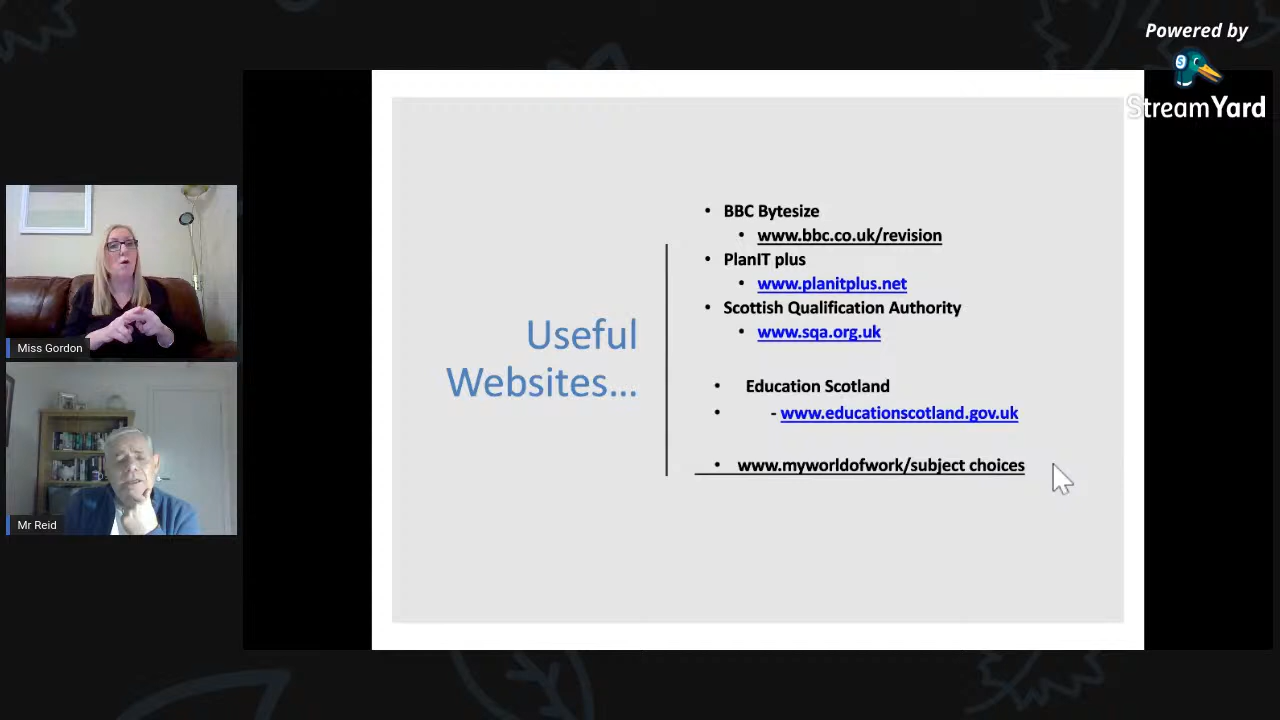 Powered by
StreamYard
Miss Gordon
Mr Reid
Useful
Websites...
• BBC Bytesize
• www.bbc.co.uk/revision
• PlanIT plus
• www.planitplus.net
• Scottish Qualification Authority
• www.sqa.org.uk
• Education Scotland
• - www.educationscotland.gov.uk
• www.myworldofwork/subject choices